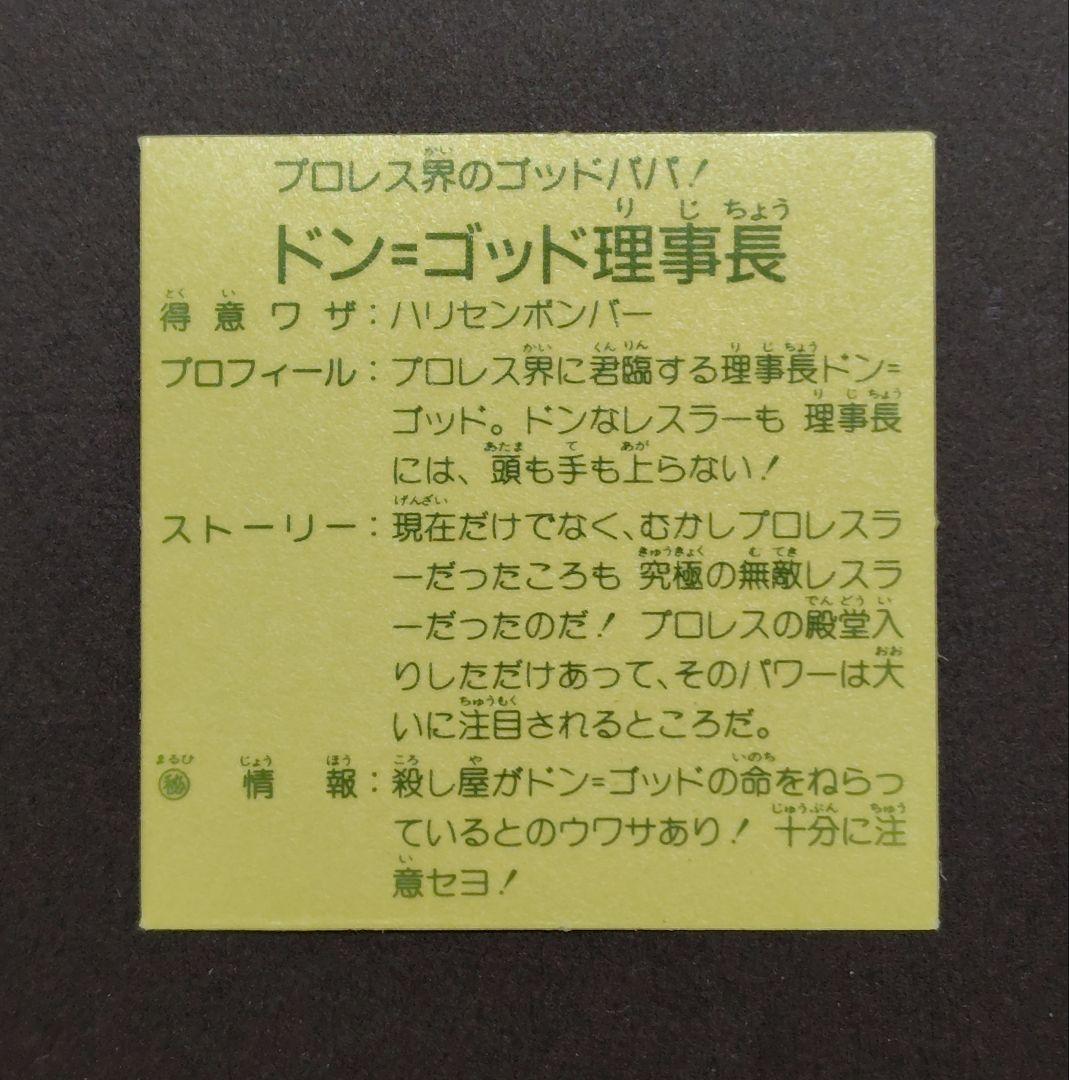 プロレス界のゴッドパパ!
ドン=ゴッド理事長
得意ワザ:ハリセンボンバー
プロフィール:プロレス界に君臨する理事長ドン=
ゴッド。ドンなレスラーも 理事長
には、頭も手も上らない!
ストーリー:現在だけでなく、むかしプロレスラ
ーだったころも 究極の無敵レスラ
ーだったのだ! プロレスの殿堂入
りしただけあって、そのパワーは大
いに注目されるところだ。
㊙情報:殺し屋がドン=ゴッドの命をねらっ
ているとのウワサあり! 十分に注
意セヨ!